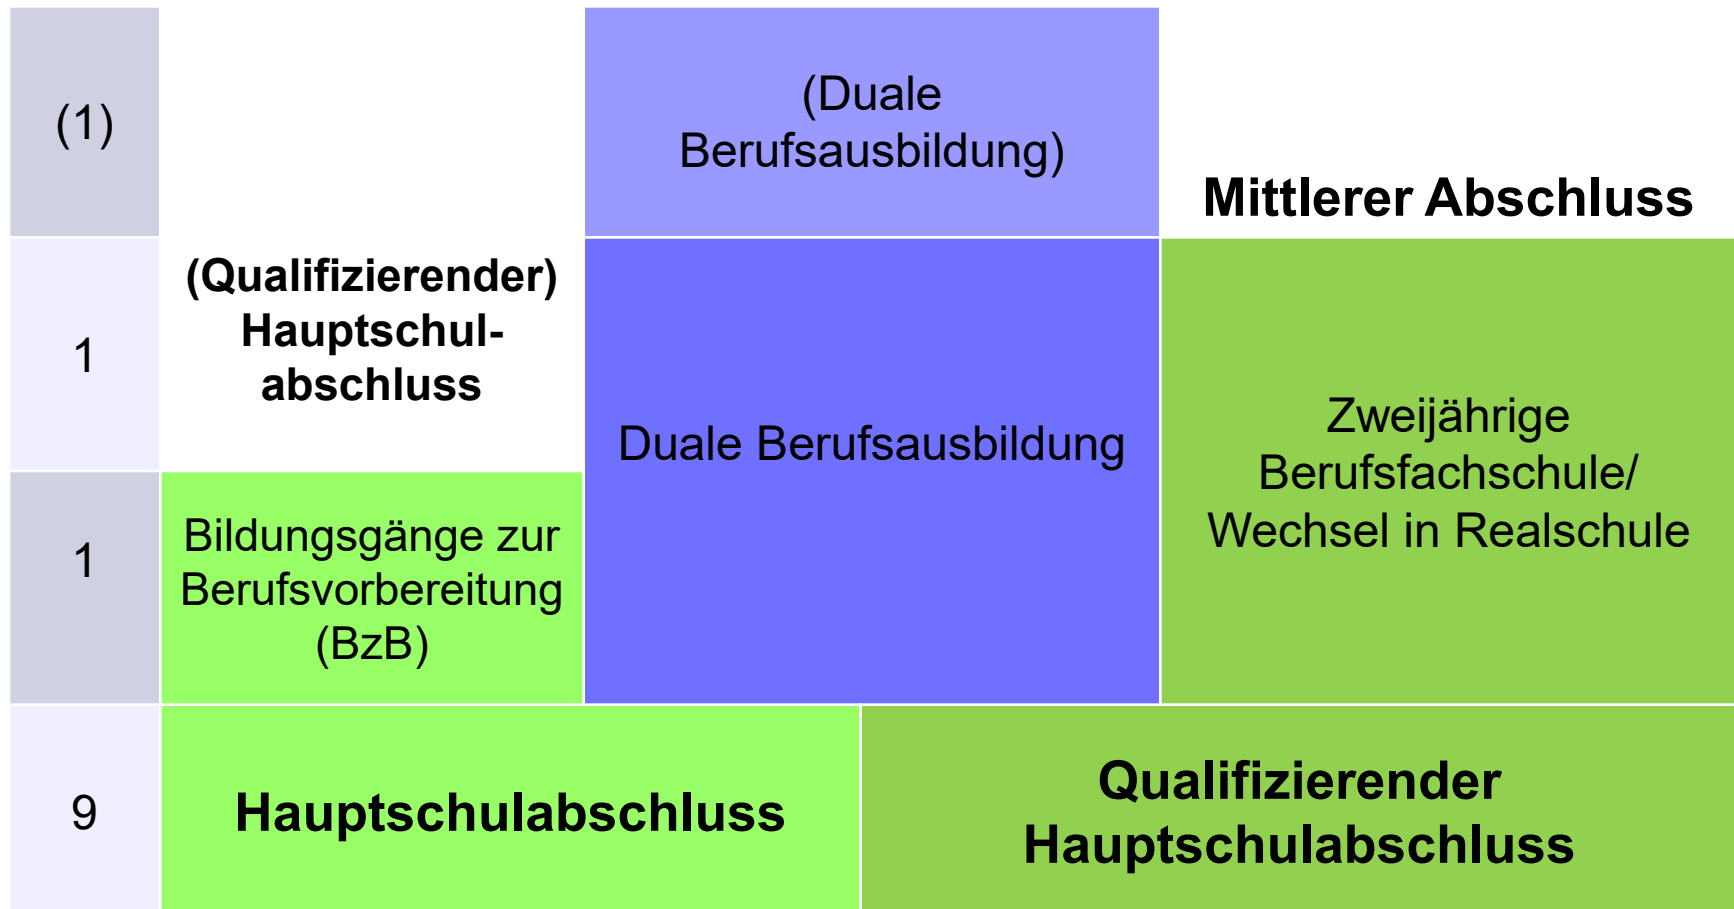 (1)
(Duale
Berufsausbildung)
Mittlerer Abschluss
1
(Qualifizierender)
Hauptschul-
abschluss
Duale Berufsausbildung
Zweijährige
Berufsfachschule/
Wechsel in Realschule
1
Bildungsgänge zur
Berufsvorbereitung
(BzB)
9
Hauptschulabschluss
Qualifizierender
Hauptschulabschluss